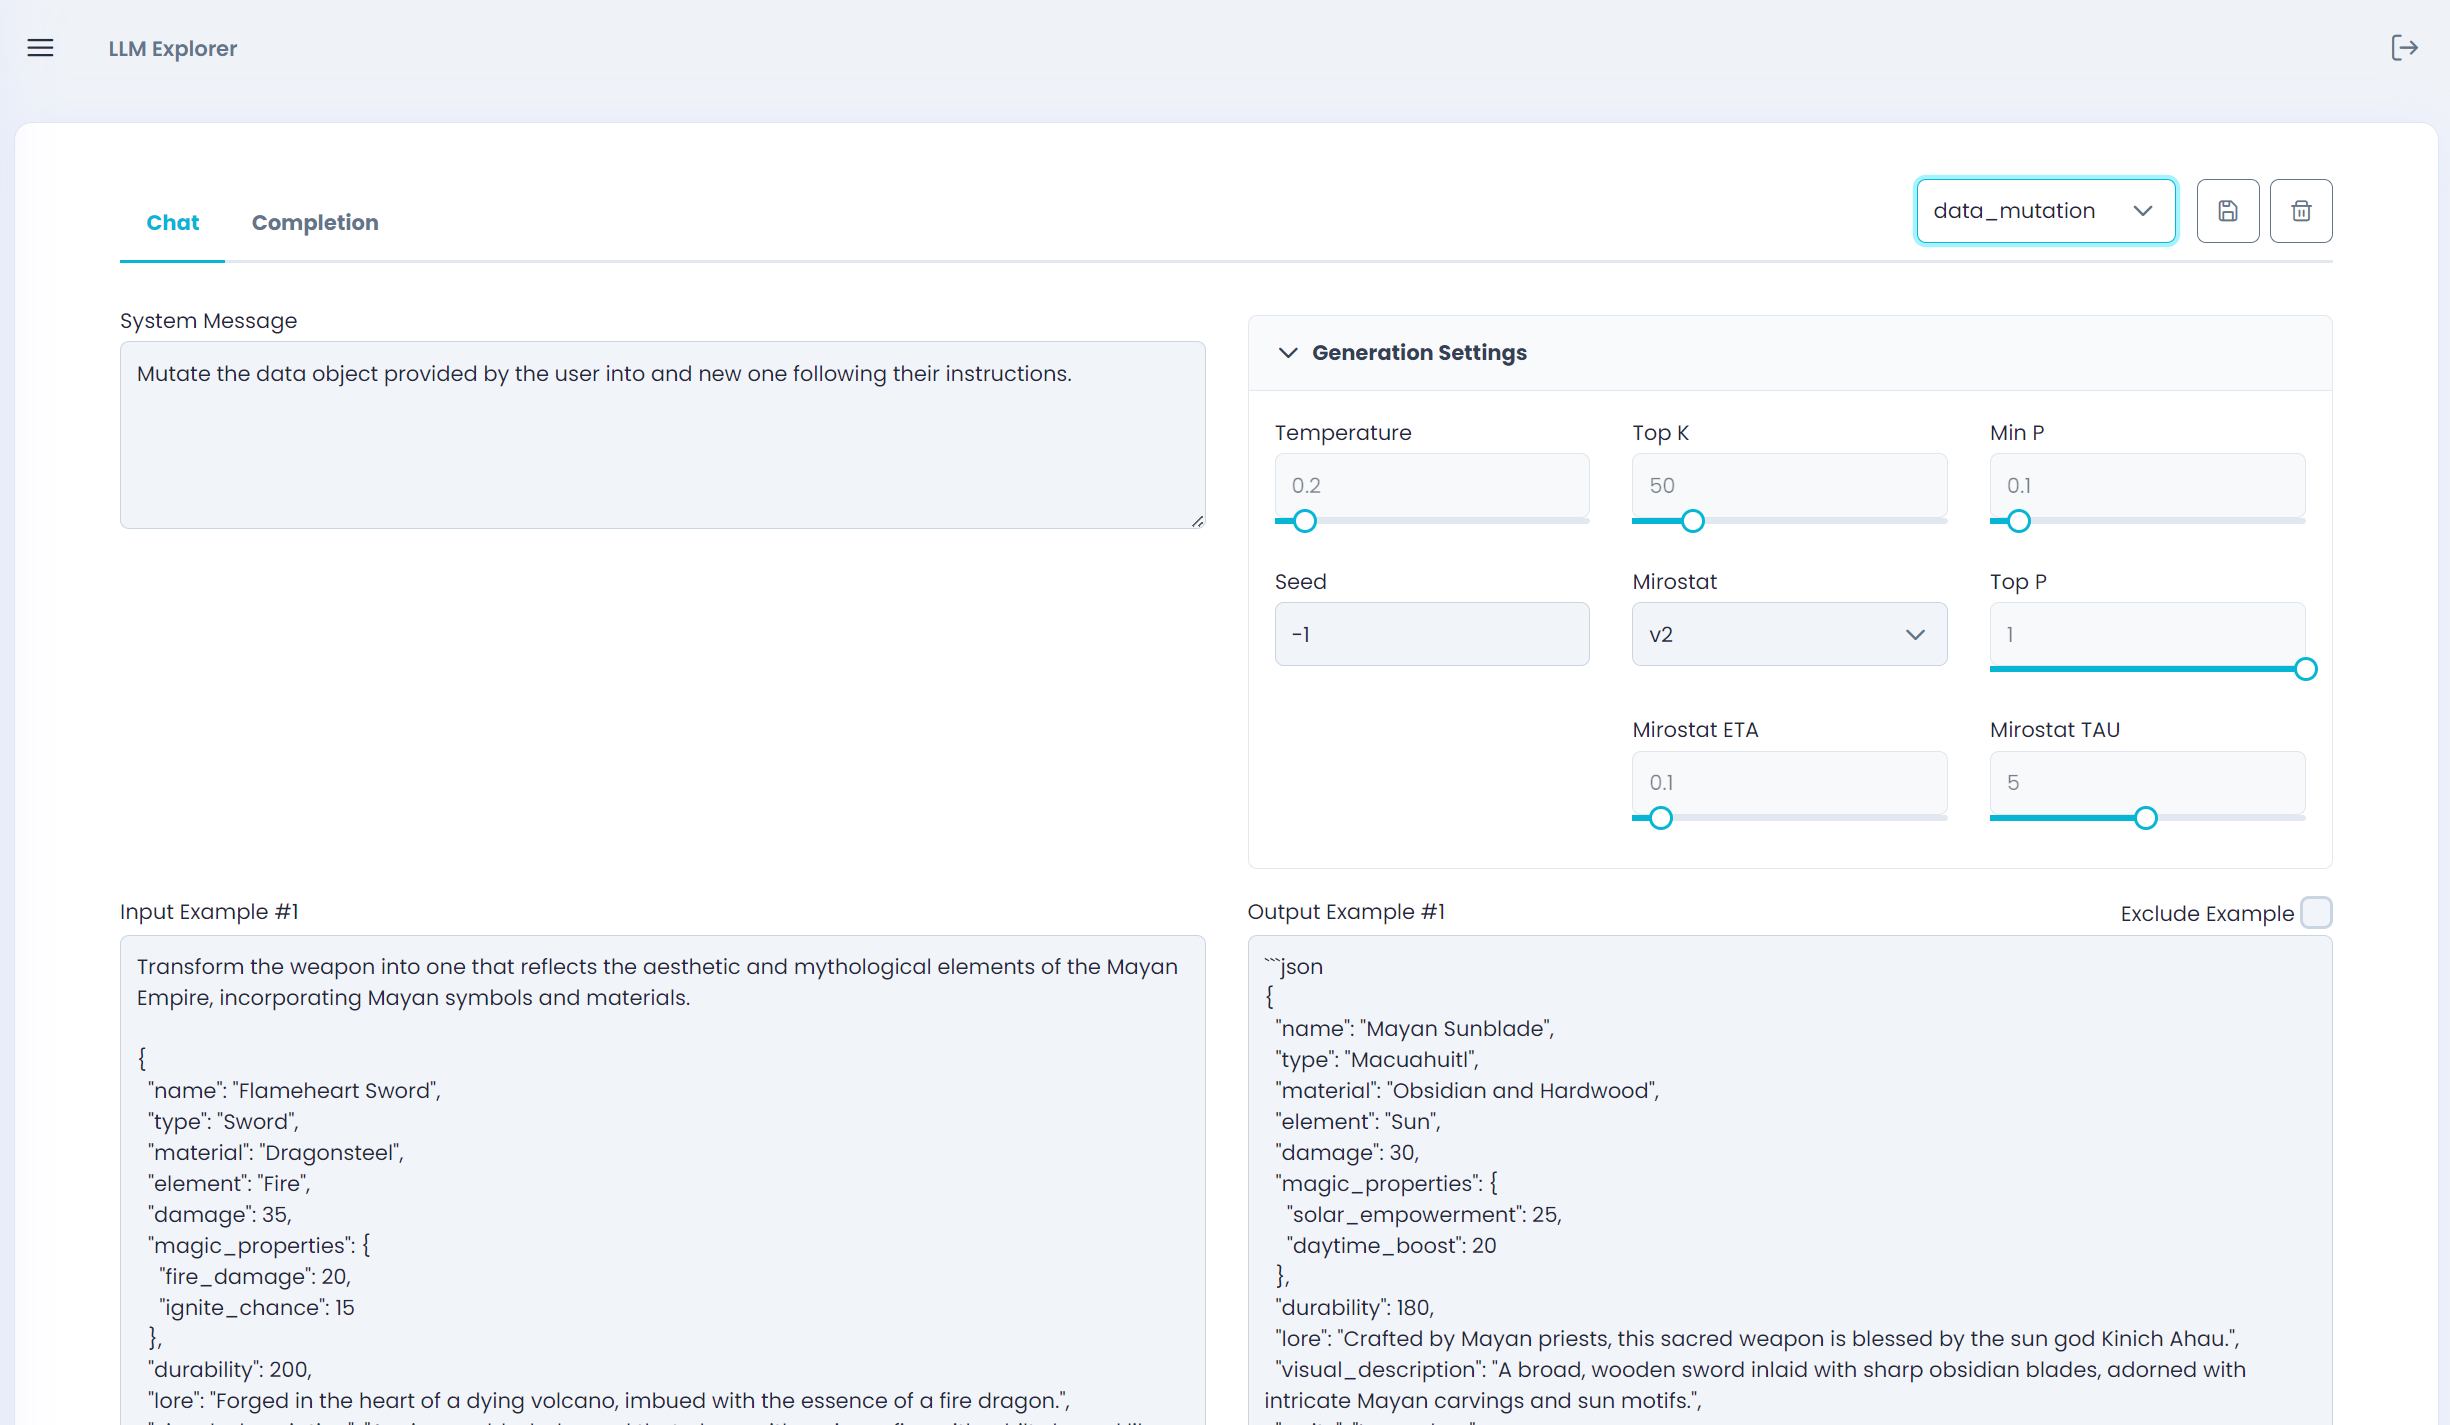 LLM Explorer
Chat
Completion
data_mutation
System Message
Mutate the data object provided by the user into and new one following their instructions.
Generation Settings
Temperature
Top K
Min P
0.2
50
0.1
Seed
Mirostat
Top P
-1
v2
1
Mirostat ETA
Mirostat TAU
0.1
5
Input Example #1
Transform the weapon into one that reflects the aesthetic and mythological elements of the Mayan
Empire, incorporating Mayan symbols and materials.
{
"name": "Flameheart Sword",
"type": "Sword",
"material": "Dragonsteel",
"element": "Fire",
"damage": 35,
"magic_properties": {
"fire_damage": 20,
"ignite_chance": 15
},
"durability": 200,
"lore": "Forged in the heart of a dying volcano, imbued with the essence of a fire dragon.",
Output Example #1
Exclude Example
```json
{
"name": "Mayan Sunblade",
"type": "Macuahuitl",
"material": "Obsidian and Hardwood",
"element": "Sun",
"damage": 30,
"magic_properties": {
"solar_empowerment": 25,
"daytime_boost": 20
},
"durability": 180,
"lore": "Crafted by Mayan priests, this sacred weapon is blessed by the sun god Kinich Ahau.",
"visual_description": "A broad, wooden sword inlaid with sharp obsidian blades, adorned with
intricate Mayan carvings and sun motifs.",